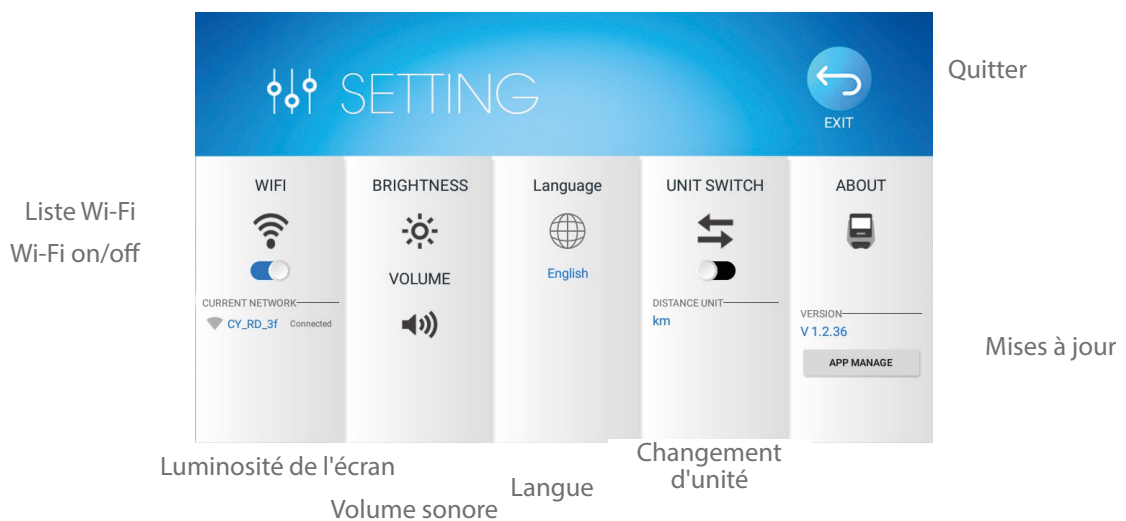 SETTING
EXIT
Quitter
WIFI
BRIGHTNESS
Language
UNIT SWITCH
ABOUT
Liste Wi-Fi
Wi-Fi on/off
VOLUME
English
CURRENT NETWORK
CY_RD_3f Connected
DISTANCE UNIT
km
VERSION
V 1.2.36
APP MANAGE
Mises à jour
Luminosité de l'écran
Volume sonore
Langue
Changement
d'unité